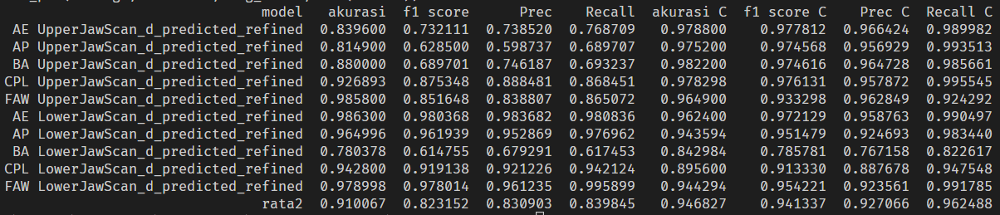 model akurasi f1 score Prec Recall akurasi C f1 score C Prec C Recall C
AE UpperJawScan_d_predicted_refined 0.839600 0.732111 0.738520 0.768709 0.978800 0.977812 0.966424 0.989982
AP UpperJawScan_d_predicted_refined 0.814900 0.628500 0.598737 0.689707 0.975200 0.974568 0.956929 0.993513
BA UpperJawScan_d_predicted_refined 0.880000 0.689701 0.746187 0.693237 0.982200 0.974616 0.964728 0.985661
CPL UpperJawScan_d_predicted_refined 0.926893 0.875348 0.888481 0.868451 0.978298 0.976131 0.957872 0.995545
FAW UpperJawScan_d_predicted_refined 0.985800 0.851648 0.838807 0.865072 0.964900 0.933298 0.962849 0.924292
AE LowerJawScan_d_predicted_refined 0.986300 0.980368 0.983682 0.980836 0.962400 0.972129 0.958763 0.990497
AP LowerJawScan_d_predicted_refined 0.964996 0.961939 0.952869 0.976962 0.943594 0.951479 0.924693 0.983440
BA LowerJawScan_d_predicted_refined 0.780378 0.614755 0.679291 0.617453 0.842984 0.785781 0.767158 0.822617
CPL LowerJawScan_d_predicted_refined 0.942800 0.919138 0.921226 0.942124 0.895600 0.913330 0.887678 0.947548
FAW LowerJawScan_d_predicted_refined 0.978998 0.978014 0.961235 0.995899 0.944294 0.954221 0.923561 0.991785
rata2 0.910067 0.823152 0.830903 0.839845 0.946827 0.941337 0.927066 0.962488